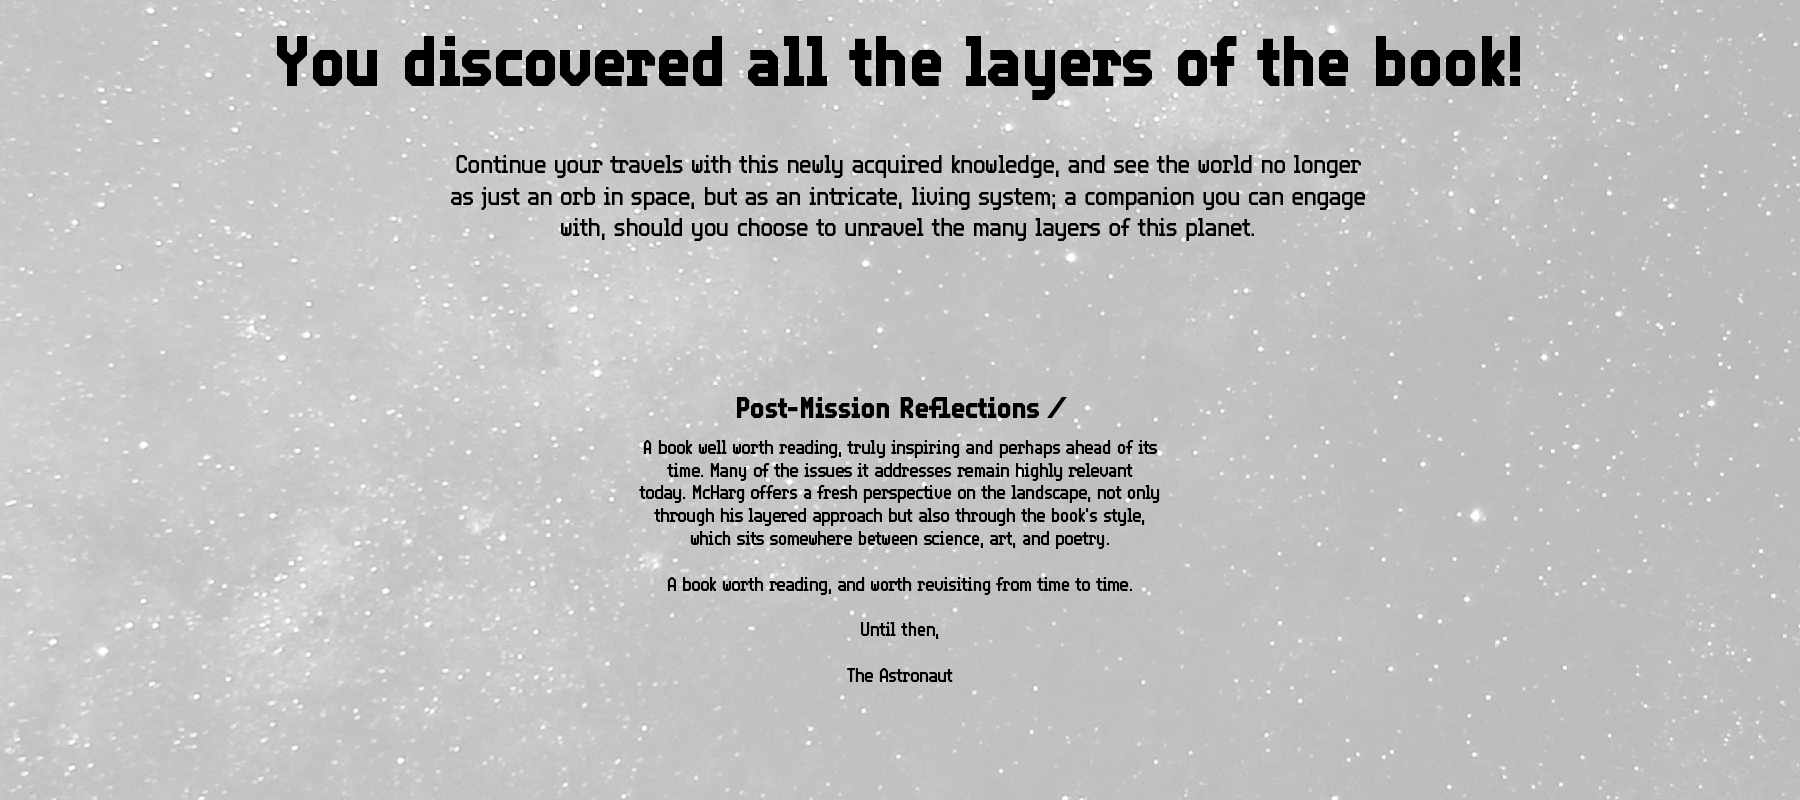 You discovered all the layers of the book!
Continue your travels with this newly acquired knowledge, and see the world no longer
as just an orb in space, but as an intricate, living system; a companion you can engage
with, should you choose to unravel the many layers of this planet.
Post-Mission Reflections /
A book well worth reading, truly inspiring and perhaps ahead of its
time. Many of the issues it addresses remain highly relevant
today. McHarg offers a fresh perspective on the landscape, not only
through his layered approach but also through the book's style,
which sits somewhere between science, art, and poetry.
A book worth reading, and worth revisiting from time to time.
Until then,
The Astronaut